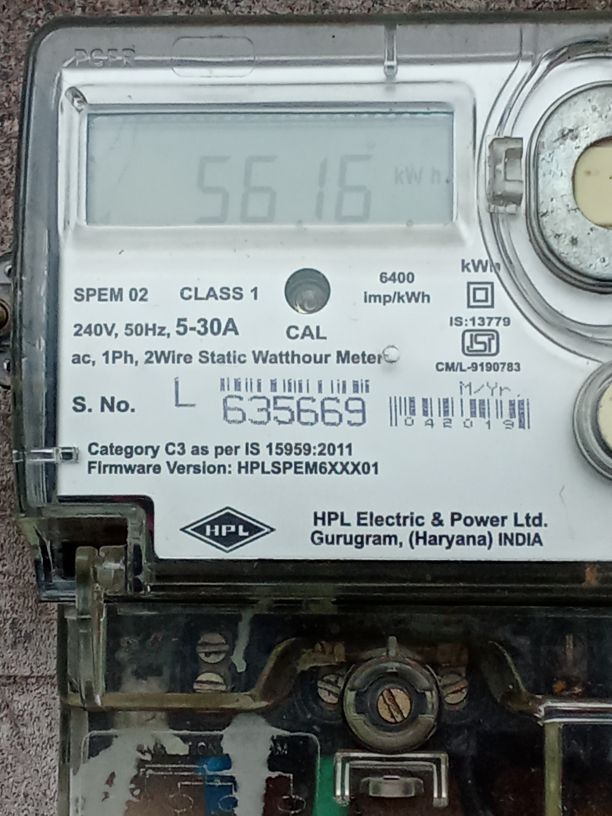 5616 kWh
6400
imp/kWh
kWh
SPEM 02 CLASS 1
240V, 50Hz, 5-30A
CAL
IS:13779
ISI
CM/L-9190783
ac, 1Ph, 2Wire Static Watthour Meter
M/Yr.
S. No. L 635669
042019
Category C3 as per IS 15959:2011
Firmware Version: HPLSPEM6XXX01
HPL
HPL Electric & Power Ltd.
Gurugram, (Haryana) INDIA